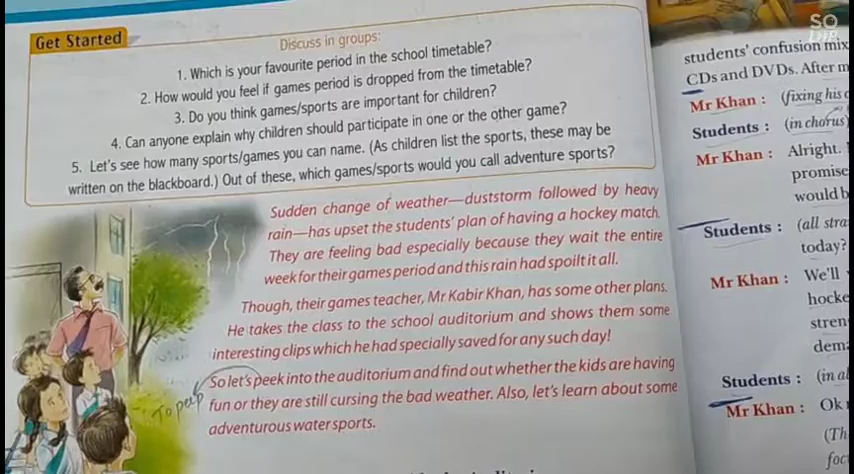 Get Started
Discuss in groups:
1. Which is your favourite period in the school timetable?
2. How would you feel if games period is dropped from the timetable?
3. Do you think games/sports are important for children?
4. Can anyone explain why children should participate in one or the other game?
5. Let's see how many sports/games you can name. (As children list the sports, these may be
written on the blackboard.) Out of these, which games/sports would you call adventure sports?
Sudden change of weather—duststorm followed by heavy
rain—has upset the students' plan of having a hockey match.
They are feeling bad especially because they wait the entire
week for their games period and this rain had spoilt it all.
Though, their games teacher, Mr Kabir Khan, has some other plans.
He takes the class to the school auditorium and shows them some
interesting clips which he had specially saved for any such day!
So let's peek into the auditorium and find out whether the kids are having
To peep
fun or they are still cursing the bad weather. Also, let's learn about some
adventurous water sports.
students' confusion mix
CDs and DVDs. After m
Mr Khan : (fixing his
Students : (in chorus)
Mr Khan : Alright.
promise
would b
Students : (all stra
today?
Mr Khan : We'll
hocke
stren
dema
Students : (in al
Mr Khan : Ok
(Th
foc
SO